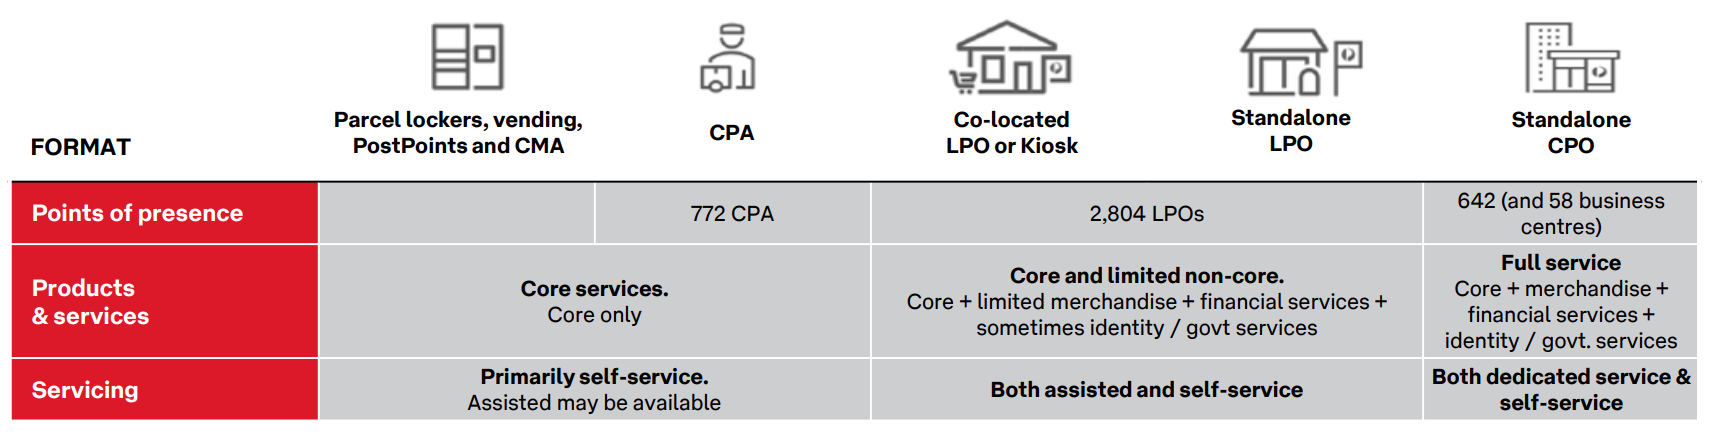 FORMAT
Parcel lockers, vending,
PostPoints and CMA
CPA
Co-located
LPO or Kiosk
Standalone
LPO
Standalone
CPO
Points of presence
772 CPA
2,804 LPOs
642 (and 58 business
centres)
Products
& services
Core services.
Core only
Core and limited non-core.
Core + limited merchandise + financial services +
sometimes identity / govt services
Full service
Core + merchandise +
financial services +
identity / govt. services
Servicing
Primarily self-service.
Assisted may be available
Both assisted and self-service
Both dedicated service &
self-service